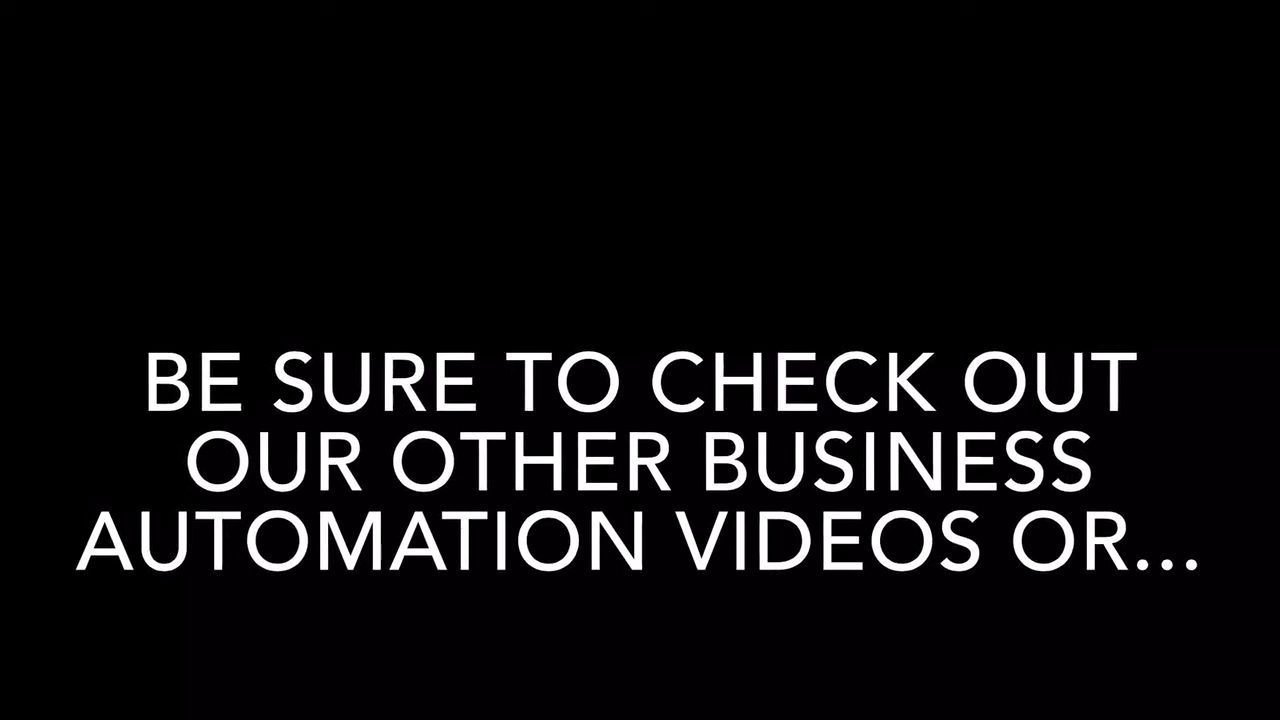 BE SURE TO CHECK OUT
OUR OTHER BUSINESS
AUTOMATION VIDEOS OR...